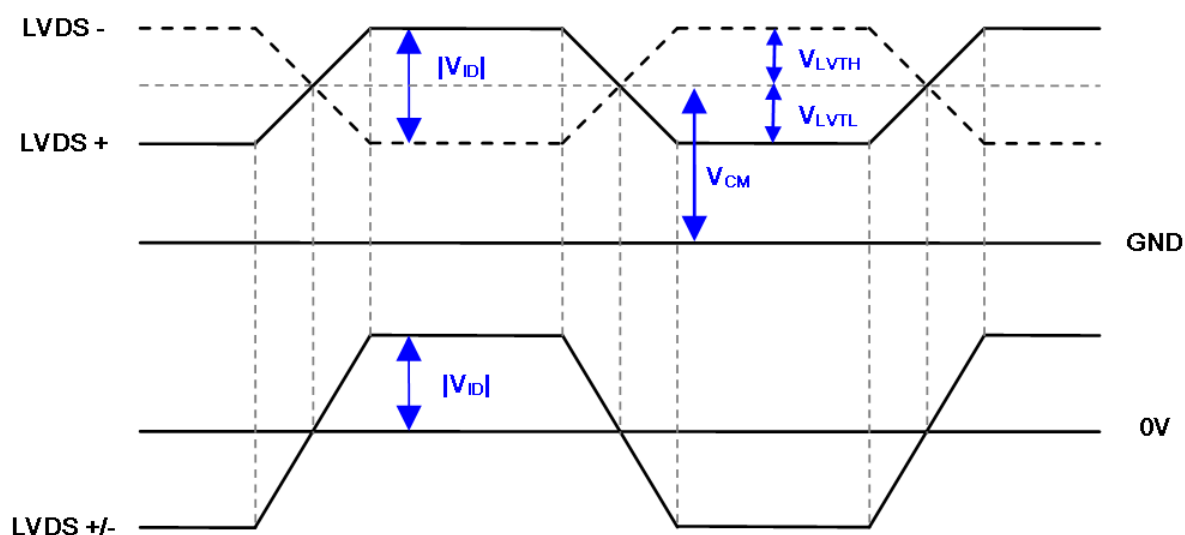 LVDS -
|VID|
VLVTH
VLVTL
LVDS +
VCM
GND
|VID|
0V
LVDS +/-